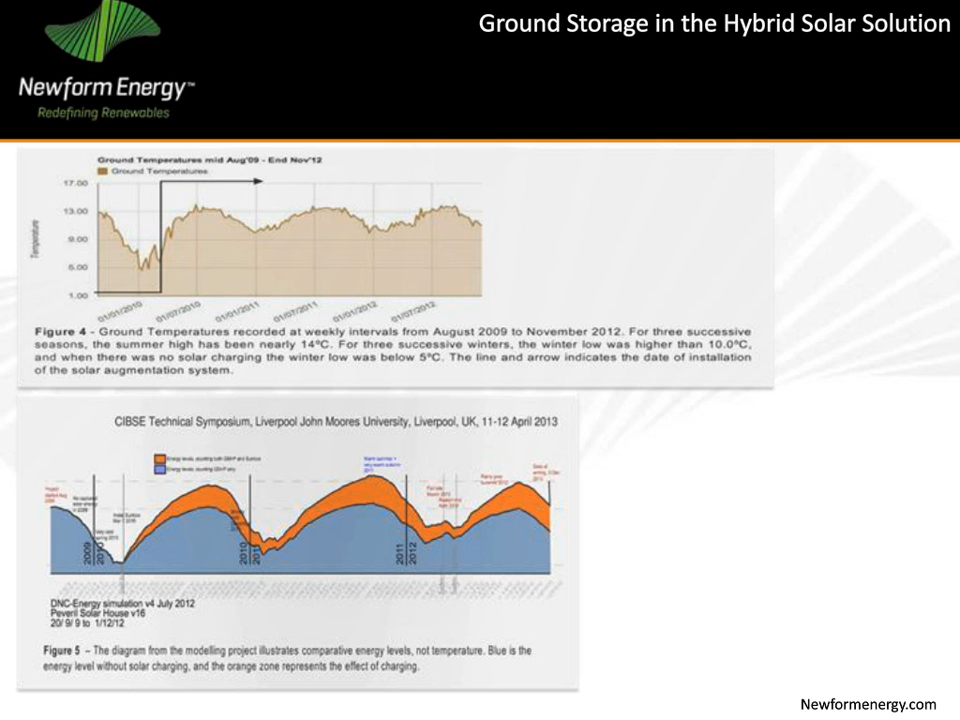 Ground Storage in the Hybrid Solar Solution
Newform Energy™
Redefining Renewables
Ground Temperatures mid Aug'09 - End Nov'12
Ground Temperatures
17.00
13.00
9.00
5.00
1.00
Temperature
01/01/2010
01/07/2010
01/01/2011
01/07/2011
01/01/2012
01/07/2012
Figure 4 - Ground Temperatures recorded at weekly intervals from August 2009 to November 2012. For three successive
seasons, the summer high has been nearly 14°C. For three successive winters, the winter low was higher than 10.0°C,
and when there was no solar charging the winter low was below 5°C. The line and arrow indicates the date of installation
of the solar augmentation system.
CIBSE Technical Symposium, Liverpool John Moores University, Liverpool, UK, 11-12 April 2013
2009
2010
2010
2011
2011
2012
DNC-Energy simulation v4 July 2012
Peveril Solar House v16
20/ 9/ 9 to 1/12/12
Figure 5 – The diagram from the modelling project illustrates comparative energy levels, not temperature. Blue is the
energy level without solar charging, and the orange zone represents the effect of charging.
Newformenergy.com